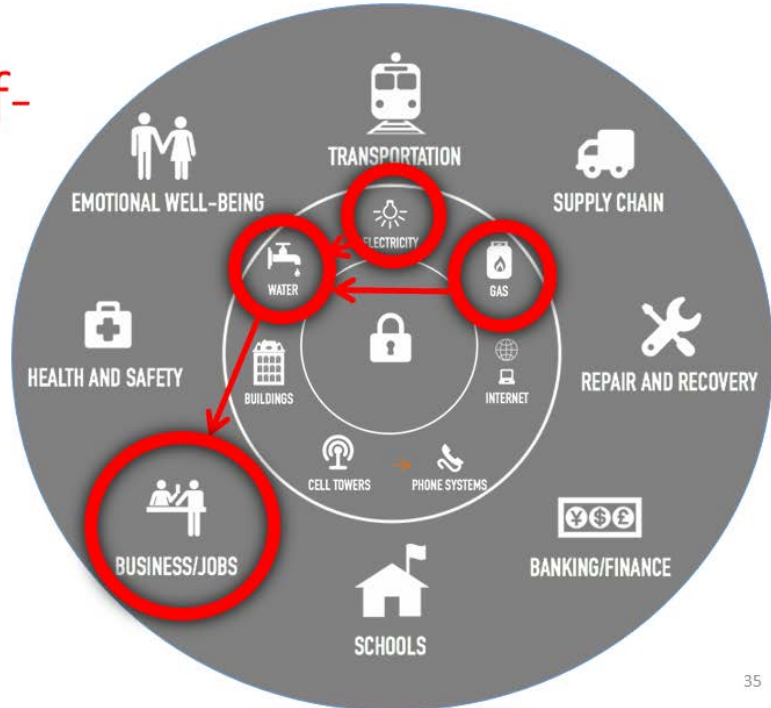 f-
TRANSPORTATION
EMOTIONAL WELL-BEING
SUPPLY CHAIN
ELECTRICITY
WATER
GAS
HEALTH AND SAFETY
BUILDINGS
INTERNET
REPAIR AND RECOVERY
CELL TOWERS
PHONE SYSTEMS
¥ $ £
BUSINESS/JOBS
BANKING/FINANCE
SCHOOLS
35